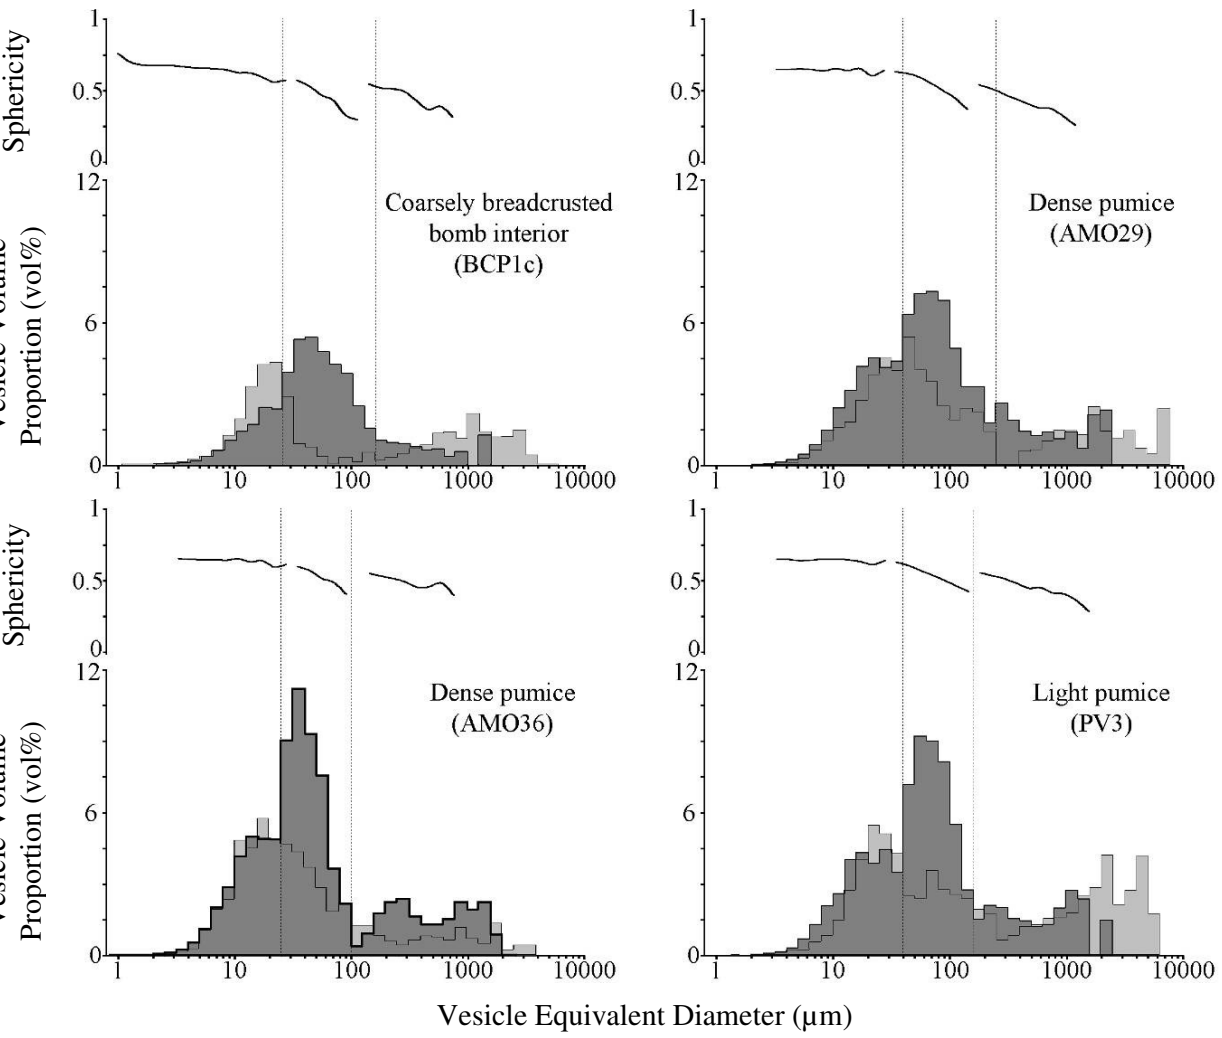 Sphericity
1
0.5
0
12
6
0
Proportion (vol%)
Coarsely breadcrusted
bomb interior
(BCP1c)
1 10 100 1000 10000
1
0.5
0
12
6
0
Dense pumice
(AMO29)
1 10 100 1000 10000
Sphericity
1
0.5
0
12
6
0
Proportion (vol%)
Dense pumice
(AMO36)
1 10 100 1000 10000
1
0.5
0
12
6
0
Light pumice
(PV3)
1 10 100 1000 10000
Vesicle Equivalent Diameter (µm)